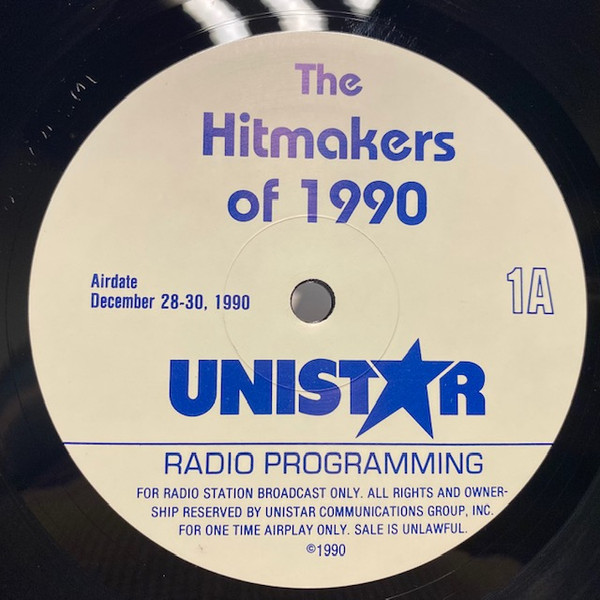 The
Hitmakers
of 1990
Airdate
December 28-30, 1990
1A
UNISTAR
RADIO PROGRAMMING
FOR RADIO STATION BROADCAST ONLY. ALL RIGHTS AND OWNER-
SHIP RESERVED BY UNISTAR COMMUNICATIONS GROUP, INC.
FOR ONE TIME AIRPLAY ONLY. SALE IS UNLAWFUL.
©1990